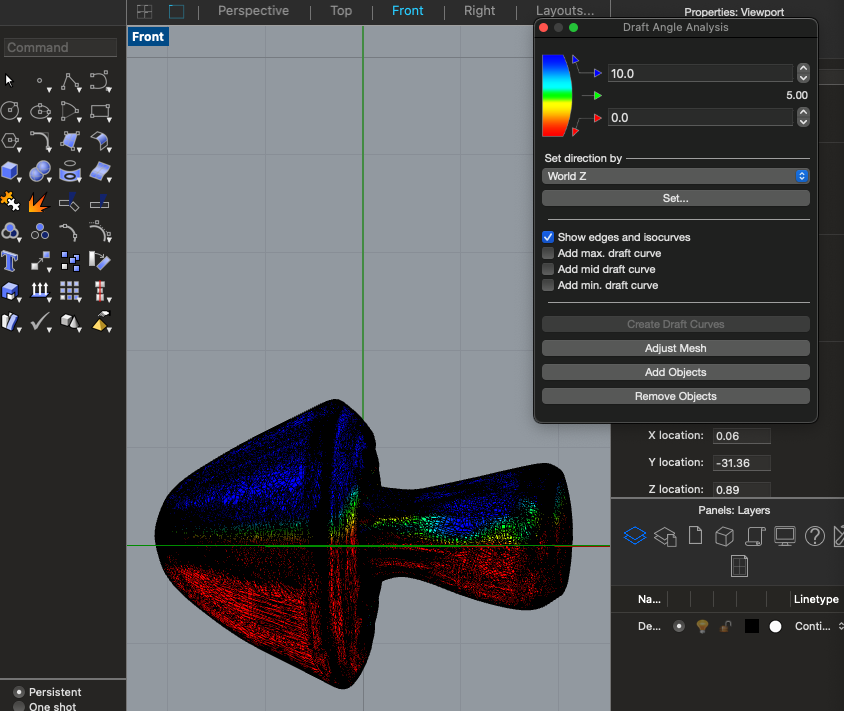 Perspective
Top
Front
Right
Layouts...
Properties: Viewport
Front
Command
Draft Angle Analysis
10.0
5.00
0.0
Set direction by
World Z
Set...
Show edges and isocurves
Add max. draft curve
Add mid draft curve
Add min. draft curve
Create Draft Curves
Adjust Mesh
Add Objects
Remove Objects
X location: 0.06
Y location: -31.36
Z location: 0.89
Panels: Layers
Na... Linetype
De... Conti...
Persistent
One shot